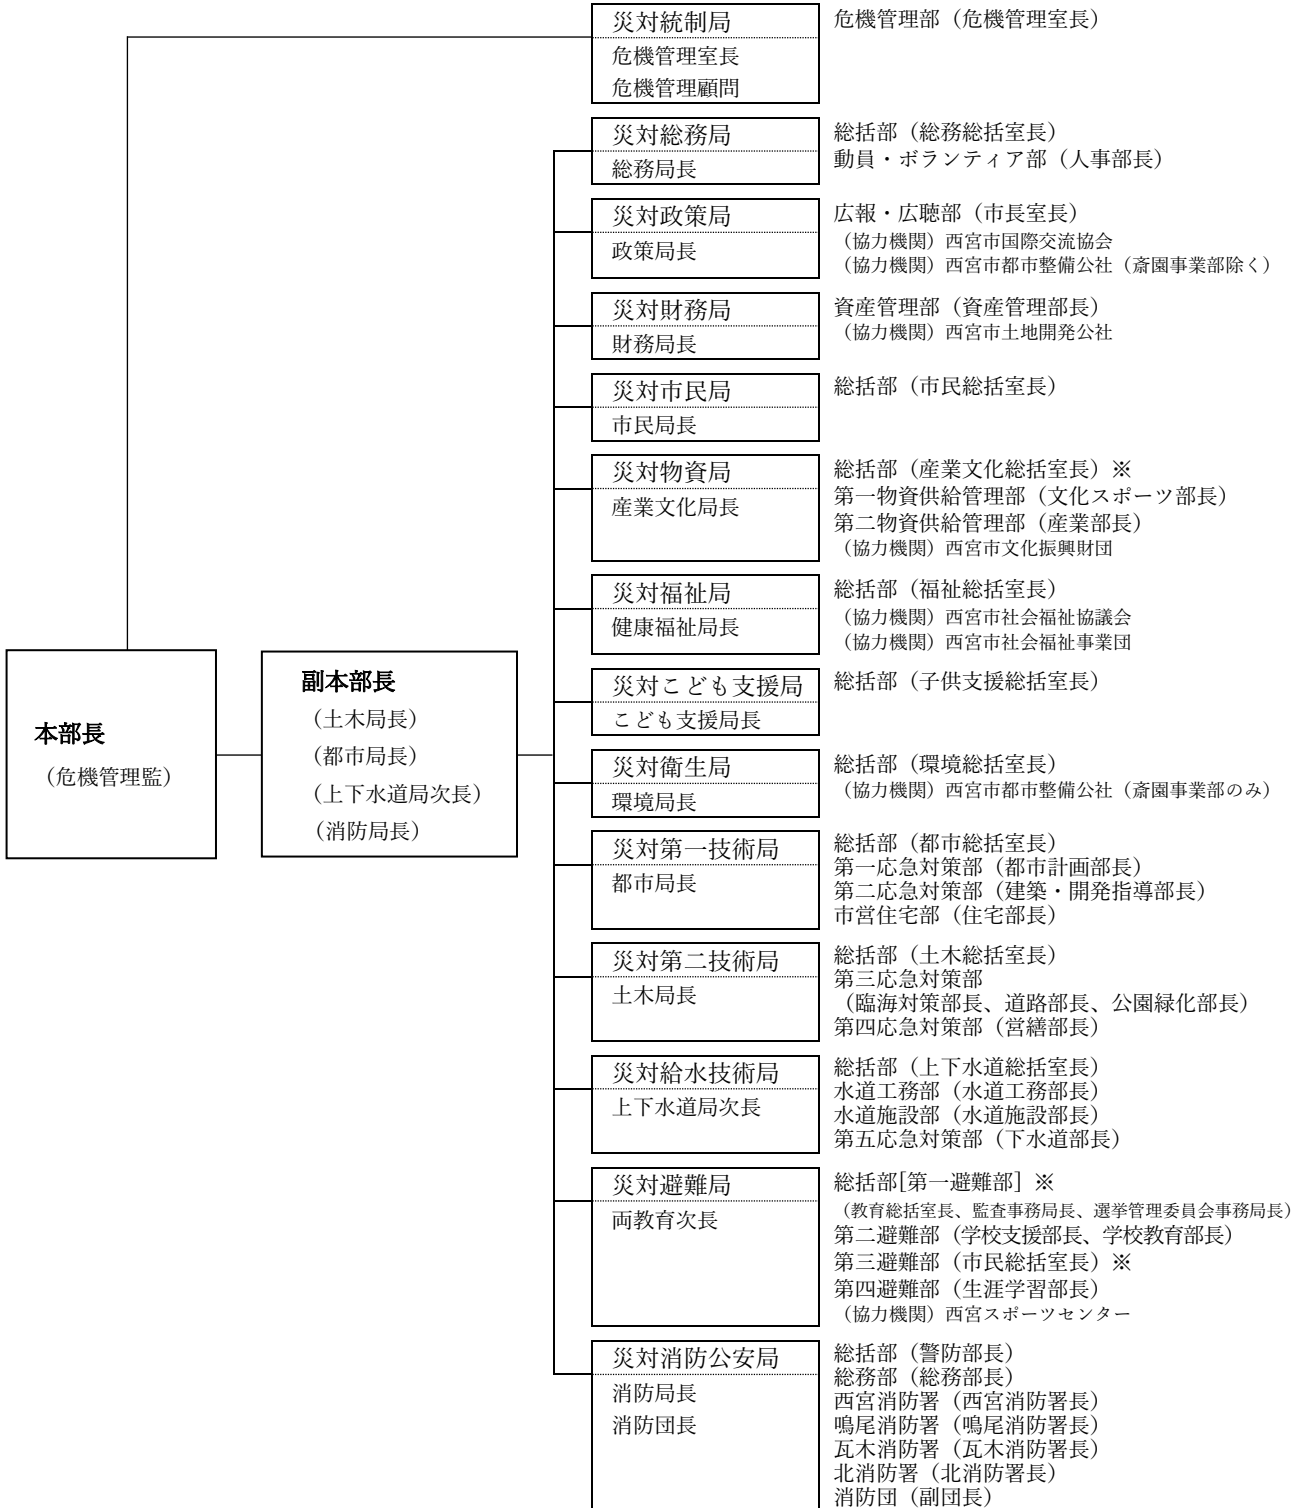 災対統制局
危機管理室長
危機管理顧問
危機管理部（危機管理室長）
災対総務局
総務局長
総括部（総務総括室長）
動員・ボランティア部（人事部長）
災対政策局
政策局長
広報・広聴部（市長室長）
（協力機関）西宮市国際交流協会
（協力機関）西宮市都市整備公社（斎園事業部除く）
災対財務局
財務局長
資産管理部（資産管理部長）
（協力機関）西宮市土地開発公社
災対市民局
市民局長
総括部（市民総括室長）
災対物資局
産業文化局長
総括部（産業文化総括室長）※
第一物資供給管理部（文化スポーツ部長）
第二物資供給管理部（産業部長）
（協力機関）西宮市文化振興財団
災対福祉局
健康福祉局長
総括部（福祉総括室長）
（協力機関）西宮市社会福祉協議会
（協力機関）西宮市社会福祉事業団
本部長
（危機管理監）
副本部長
（土木局長）
（都市局長）
（上下水道局次長）
（消防局長）
災対こども支援局
こども支援局長
総括部（子供支援総括室長）
災対衛生局
環境局長
総括部（環境総括室長）
（協力機関）西宮市都市整備公社（斎園事業部のみ）
災対第一技術局
都市局長
総括部（都市総括室長）
第一応急対策部（都市計画部長）
第二応急対策部（建築・開発指導部長）
市営住宅部（住宅部長）
災対第二技術局
土木局長
総括部（土木総括室長）
第三応急対策部
（臨海対策部長、道路部長、公園緑化部長）
第四応急対策部（営繕部長）
災対給水技術局
上下水道局次長
総括部（上下水道総括室長）
水道工務部（水道工務部長）
水道施設部（水道施設部長）
第五応急対策部（下水道部長）
災対避難局
両教育次長
総括部[第一避難部] ※
（教育総括室長、監査事務局長、選挙管理委員会事務局長）
第二避難部（学校支援部長、学校教育部長）
第三避難部（市民総括室長）※
第四避難部（生涯学習部長）
（協力機関）西宮スポーツセンター
災対消防公安局
消防局長
消防団長
総括部（警防部長）
総務部（総務部長）
西宮消防署（西宮消防署長）
鳴尾消防署（鳴尾消防署長）
瓦木消防署（瓦木消防署長）
北消防署（北消防署長）
消防団（副団長）